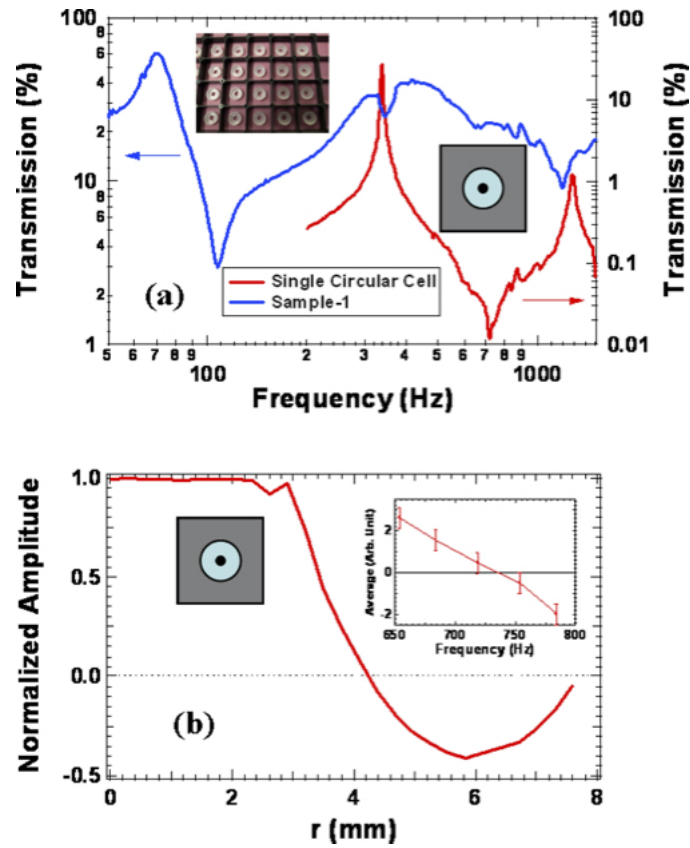 100
8
6
4
2
10
8
6
4
2
1
Transmission (%)
100
10
1
0.1
0.01
Transmission (%)
(a)
Single Circular Cell
Sample-1
5 6 7 8 9 2 3 4 5 6 7 8 9
100 1000
Frequency (Hz)
1.0
0.5
0.0
-0.5
Normalized Amplitude
(b)
2
0
-2
Average (Arb. Unit)
650 700 750 800
Frequency (Hz)
0 2 4 6 8
r (mm)